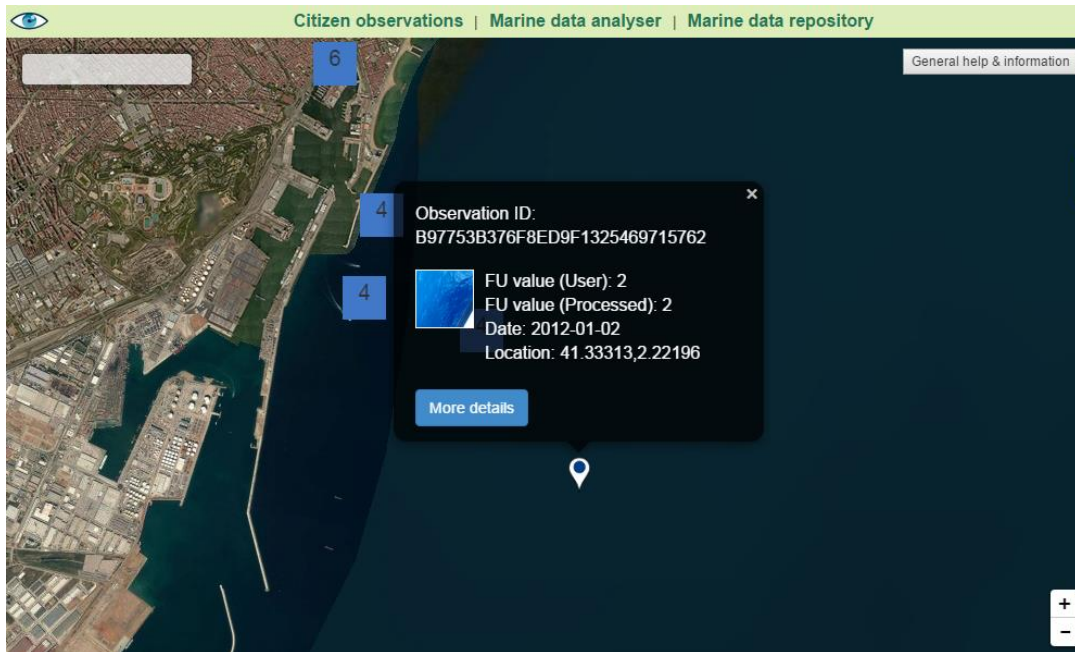 Citizen observations | Marine data analyser | Marine data repository
General help & information
6
4
4
×
Observation ID:
B97753B376F8ED9F1325469715762
FU value (User): 2
FU value (Processed): 2
Date: 2012-01-02
Location: 41.33313,2.22196
More details
+
−